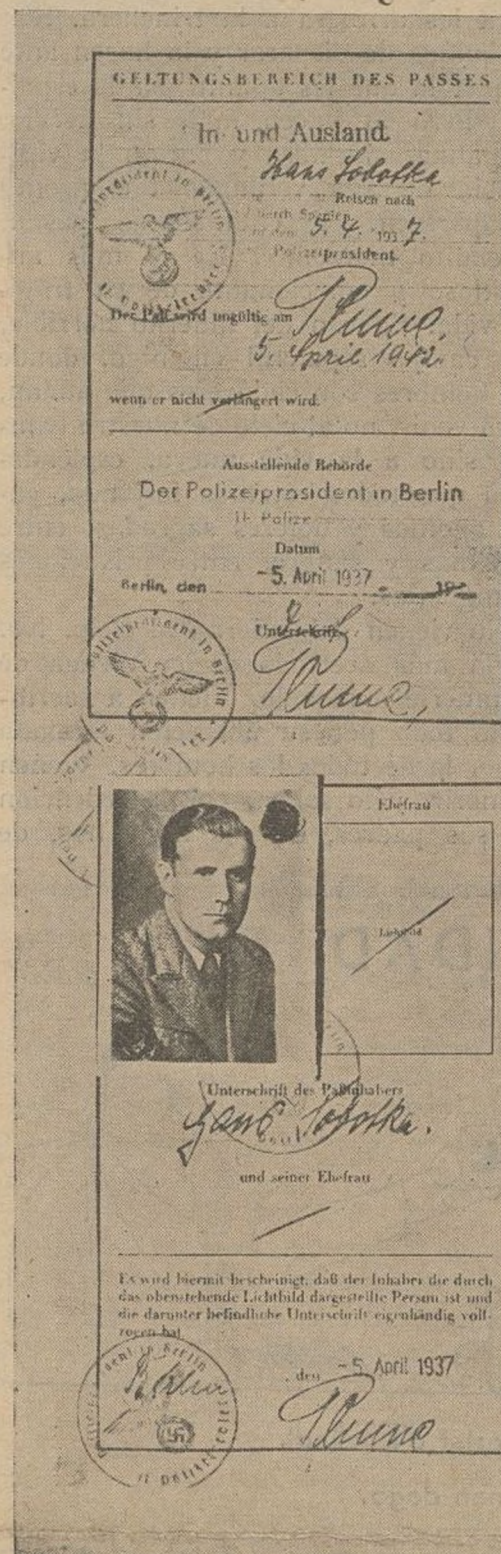 GELTUNGSBEREICH DES PASSES
In- und Ausland.
Hans Sobotka
Reisen nach
5. 4. 1937.
Polizeipräsident.
Der Paß wird ungültig am
5. April 1942.
wenn er nicht verlängert wird.
Ausstellende Behörde
Der Polizeipräsident in Berlin
II Polize
Datum
Berlin, den -5. April 1937 19
Unterschrift
Ehefrau
Lichtbild
Unterschrift des Paßinhabers
Hans Sobotka.
und seiner Ehefrau
Es wird hiermit bescheinigt, daß der Inhaber die durch
das obenstehende Lichtbild dargestellte Person ist und
die darunter befindliche Unterschrift eigenhändig voll-
zogen hat
, den -5. April 1937